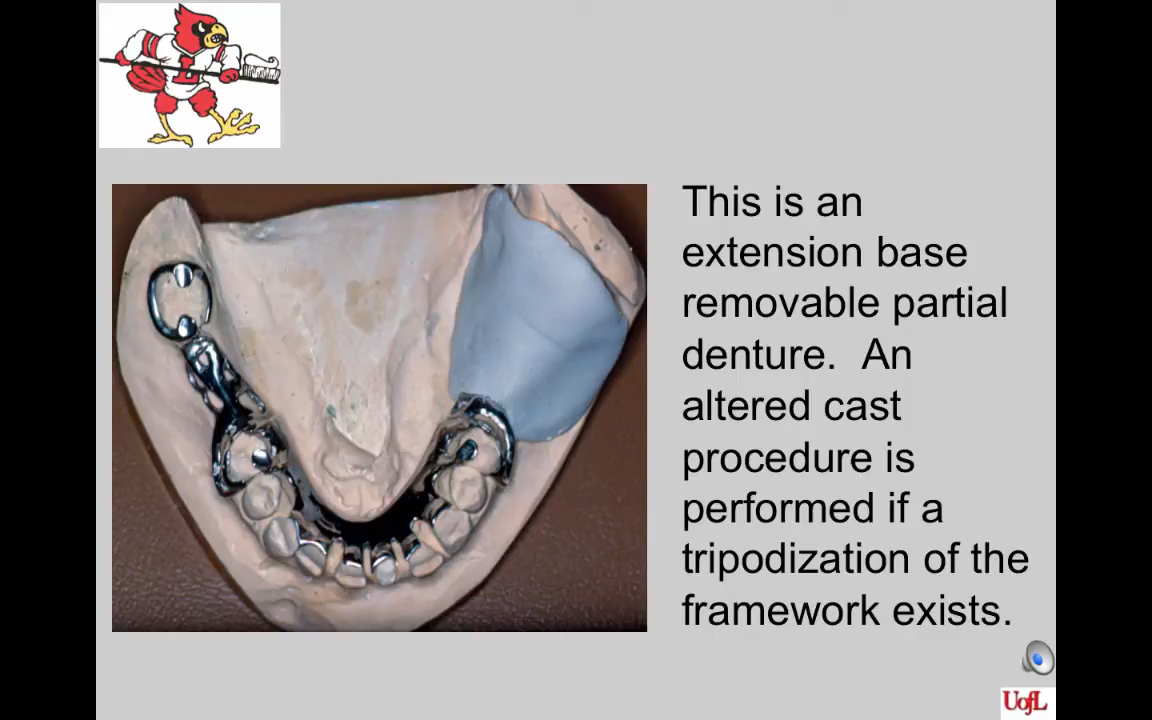 This is an
extension base
removable partial
denture.  An
altered cast
procedure is
performed if a
tripodization of the
framework exists.
L
UofL